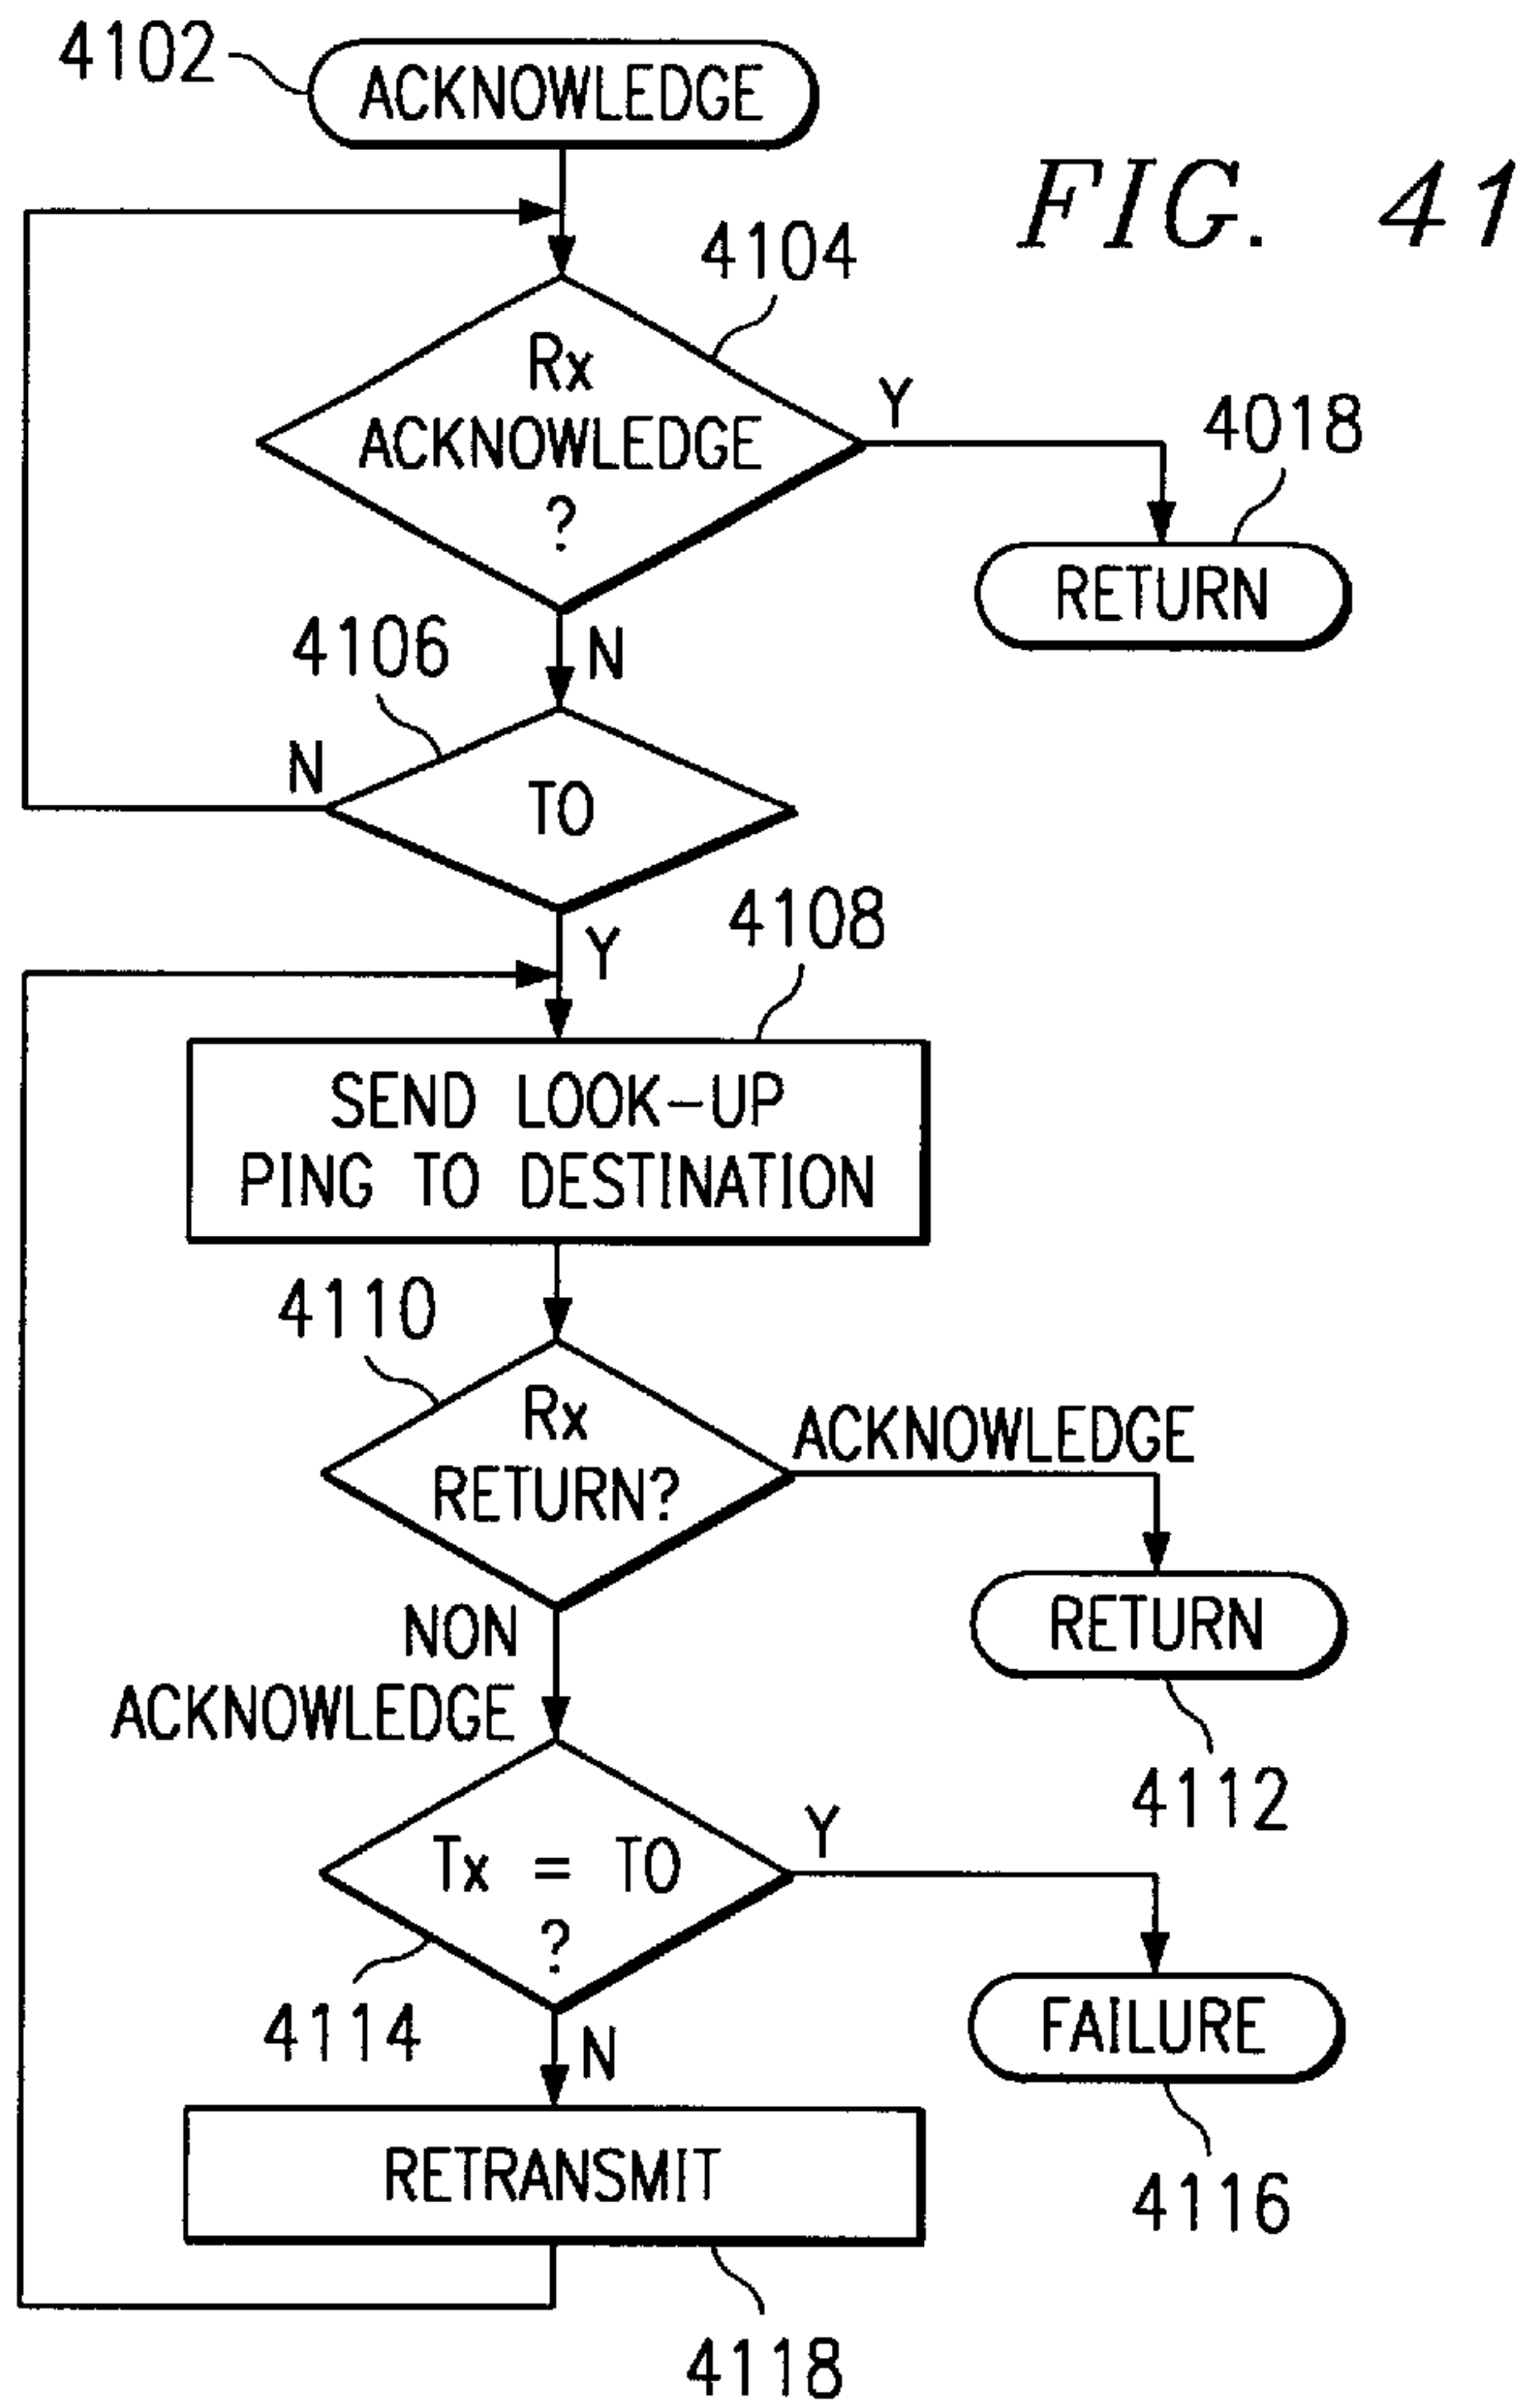 4102
ACKNOWLEDGE
FIG. 41
4104
Rx
ACKNOWLEDGE
?
Y
4018
RETURN
N
4106
N
TO
Y
4108
SEND LOOK-UP
PING TO DESTINATION
4110
Rx
RETURN?
ACKNOWLEDGE
RETURN
4112
NON
ACKNOWLEDGE
Tx = TO
?
Y
4114
FAILURE
4116
N
RETRANSMIT
4118